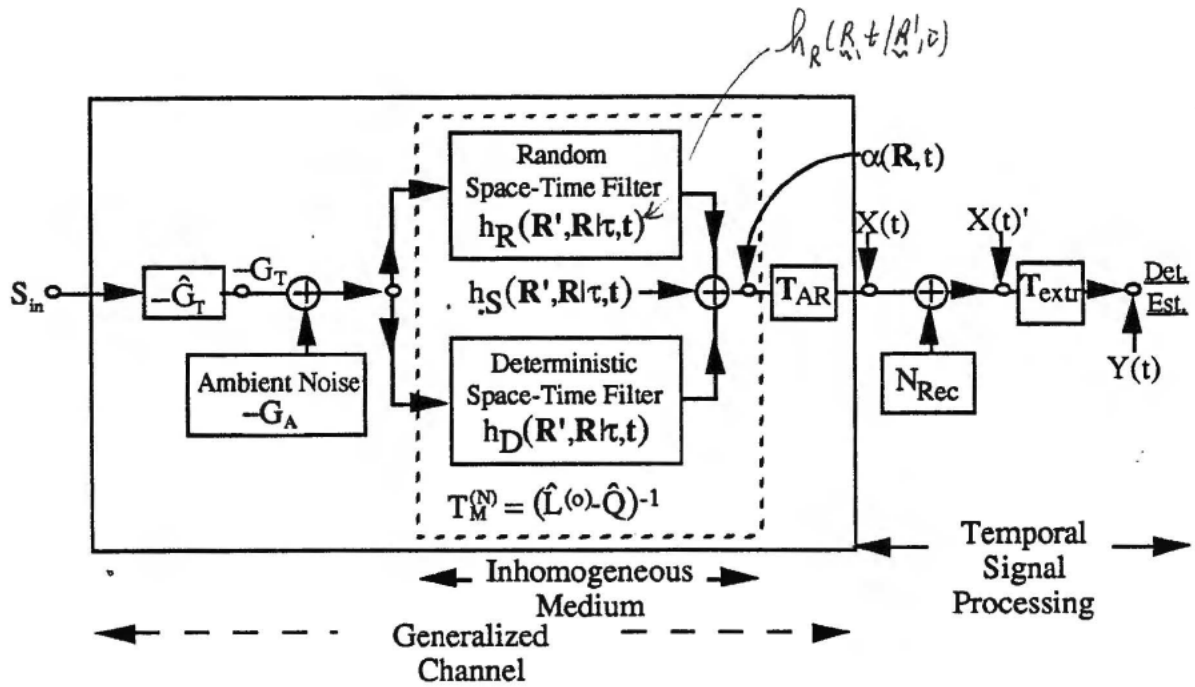 h_R(R, t/R', τ)
Random
Space-Time Filter
h_R(R',R|τ,t)
α(R,t)
X(t)
X(t)'
S_in
-Ĝ_T
-G_T
h_S(R',R|τ,t)
T_AR
T_extr
Det.
Est.
Ambient Noise
-G_A
Deterministic
Space-Time Filter
h_D(R',R|τ,t)
N_Rec
Y(t)
T_M^(N) = (L̂^(o)-Q̂)^-1
Inhomogeneous
Medium
Temporal
Signal
Processing
Generalized
Channel